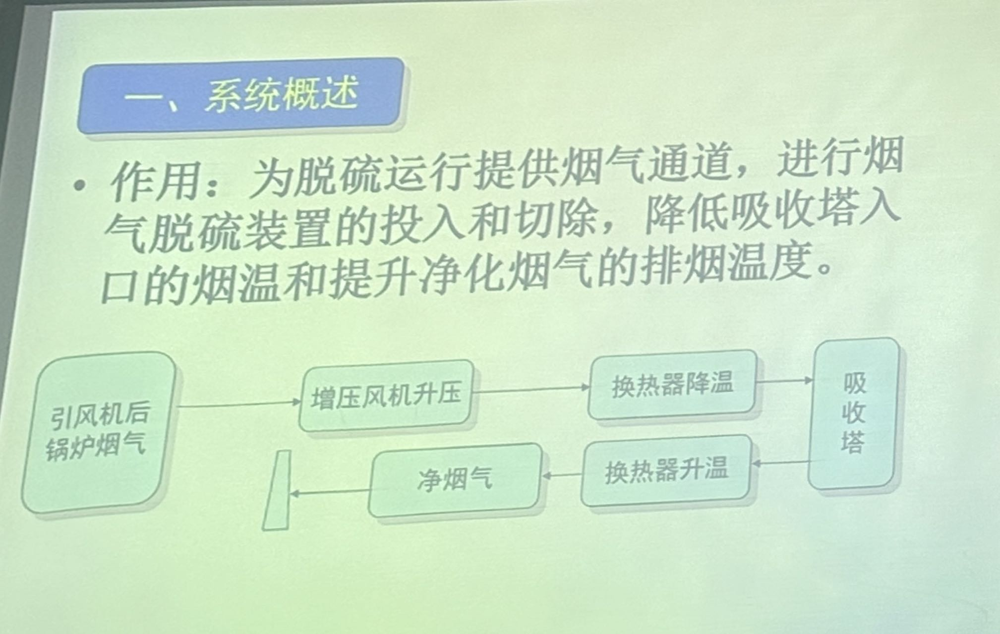 一、系统概述
• 作用：为脱硫运行提供烟气通道，进行烟
气脱硫装置的投入和切除，降低吸收塔入
口的烟温和提升净化烟气的排烟温度。
引风机后
锅炉烟气
增压风机升压
换热器降温
吸
收
塔
净烟气
换热器升温